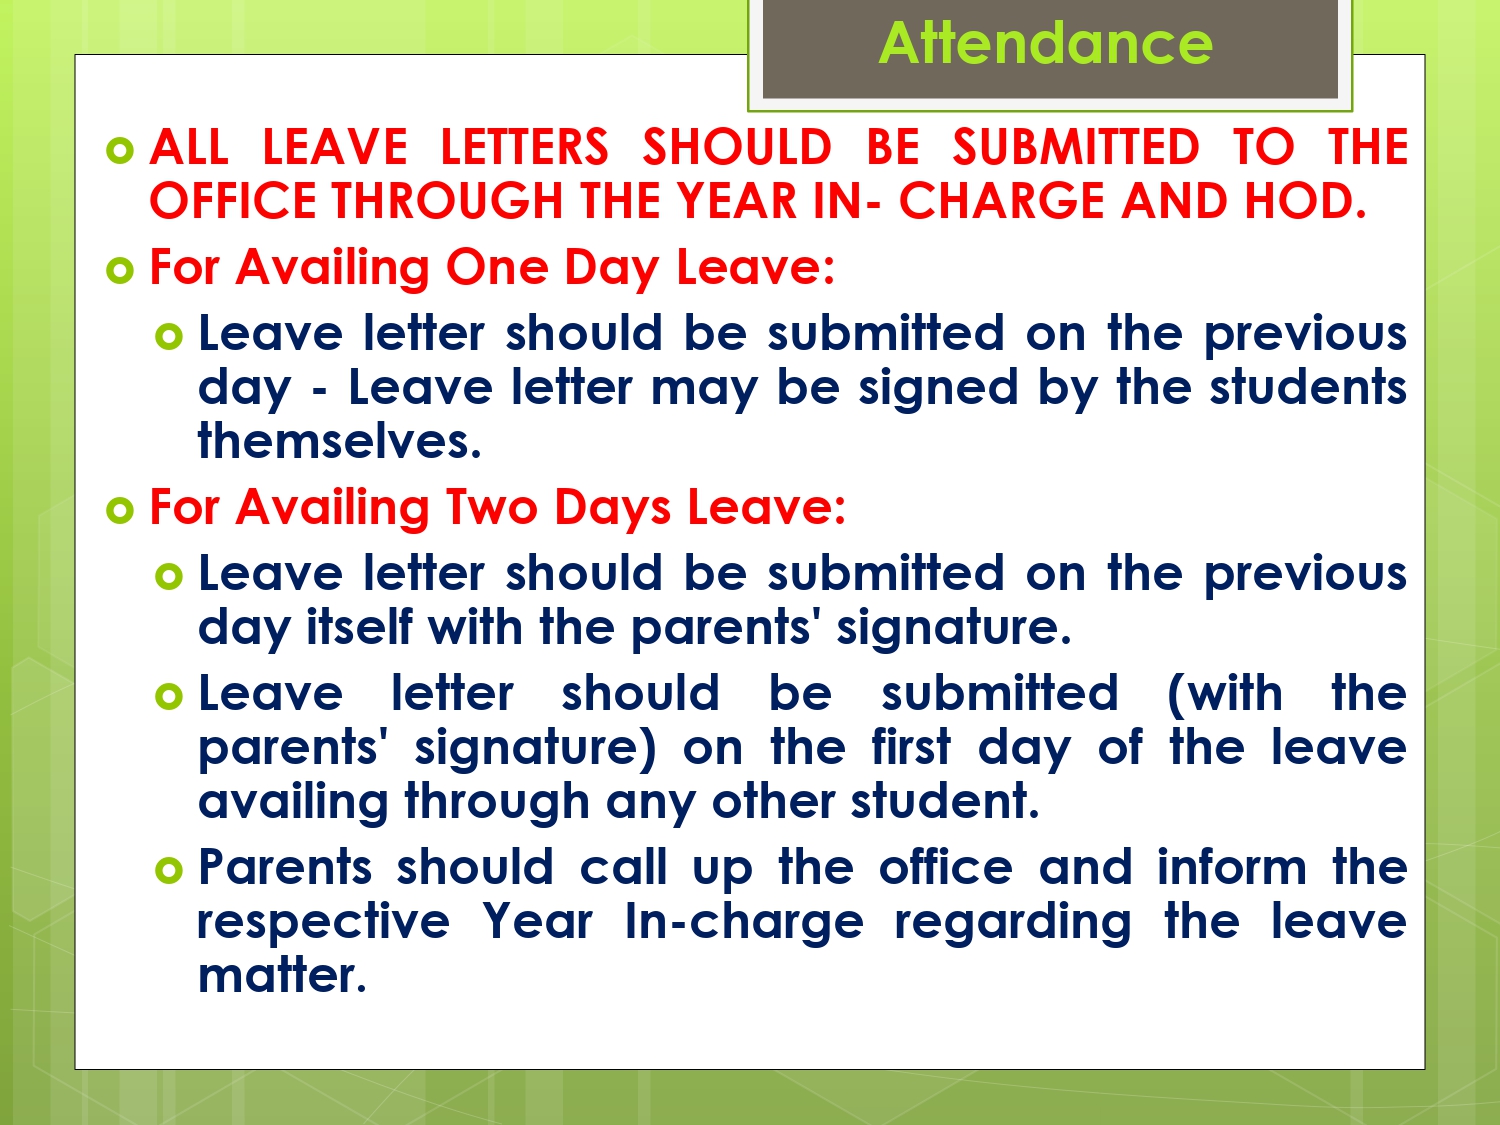 Attendance
ALL LEAVE LETTERS SHOULD BE SUBMITTED TO THE
OFFICE THROUGH THE YEAR IN- CHARGE AND HOD.
For Availing One Day Leave:
Leave letter should be submitted on the previous
day - Leave letter may be signed by the students
themselves.
For Availing Two Days Leave:
Leave letter should be submitted on the previous
day itself with the parents' signature.
Leave letter should be submitted (with the
parents' signature) on the first day of the leave
availing through any other student.
Parents should call up the office and inform the
respective Year In-charge regarding the leave
matter.